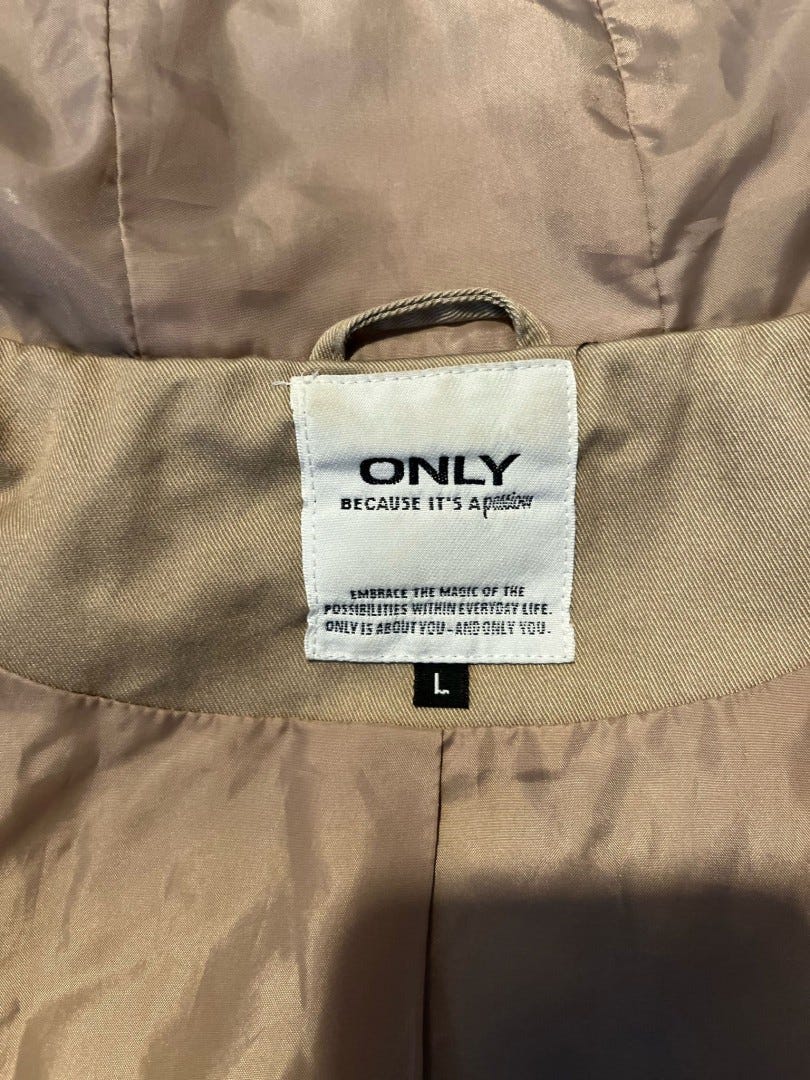 ONLY
BECAUSE IT'S A passion
EMBRACE THE MAGIC OF THE
POSSIBILITIES WITHIN EVERYDAY LIFE.
ONLY IS ABOUT YOU - AND ONLY YOU.
L